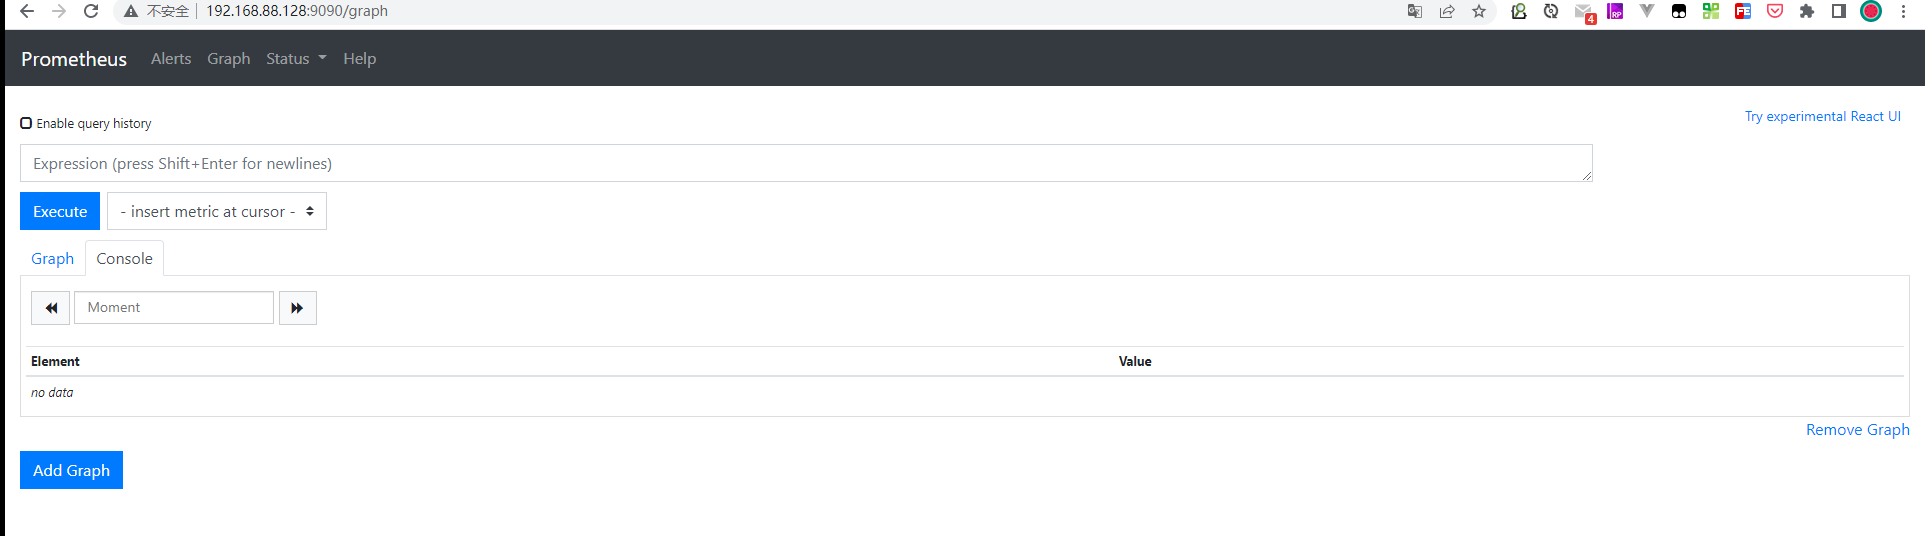 不安全 192.168.88.128:9090/graph
4
RP
FE
Prometheus Alerts Graph Status Help
Enable query history
Try experimental React UI
Expression (press Shift+Enter for newlines)
Execute - insert metric at cursor -
Graph Console
Moment
Element Value
no data
Remove Graph
Add Graph